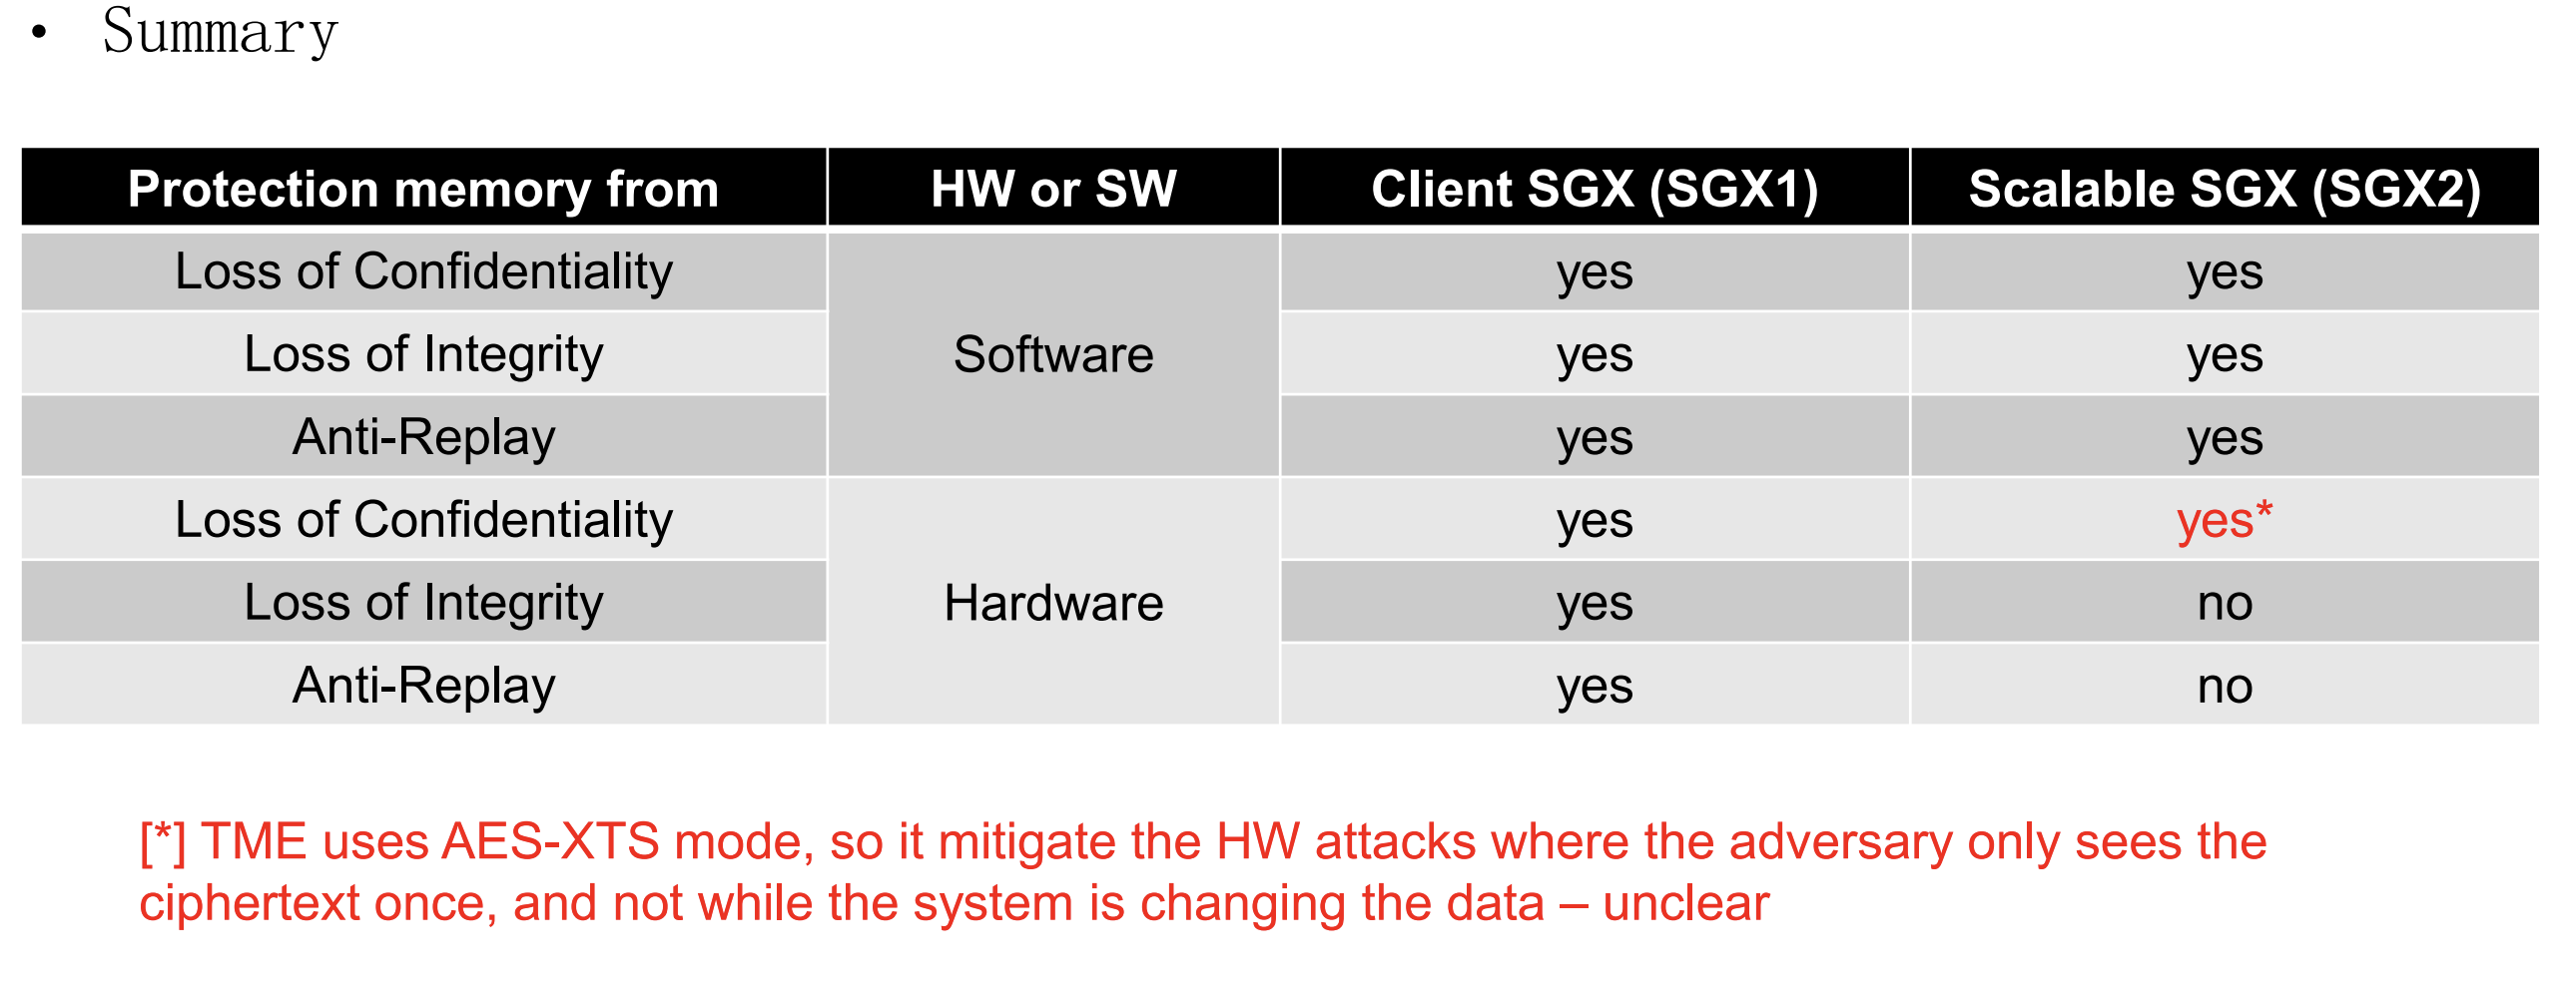 • Summary
Protection memory from HW or SW Client SGX (SGX1) Scalable SGX (SGX2)
Loss of Confidentiality yes yes
Loss of Integrity Software yes yes
Anti-Replay yes yes
Loss of Confidentiality yes yes*
Loss of Integrity Hardware yes no
Anti-Replay yes no
[*] TME uses AES-XTS mode, so it mitigate the HW attacks where the adversary only sees the
ciphertext once, and not while the system is changing the data – unclear